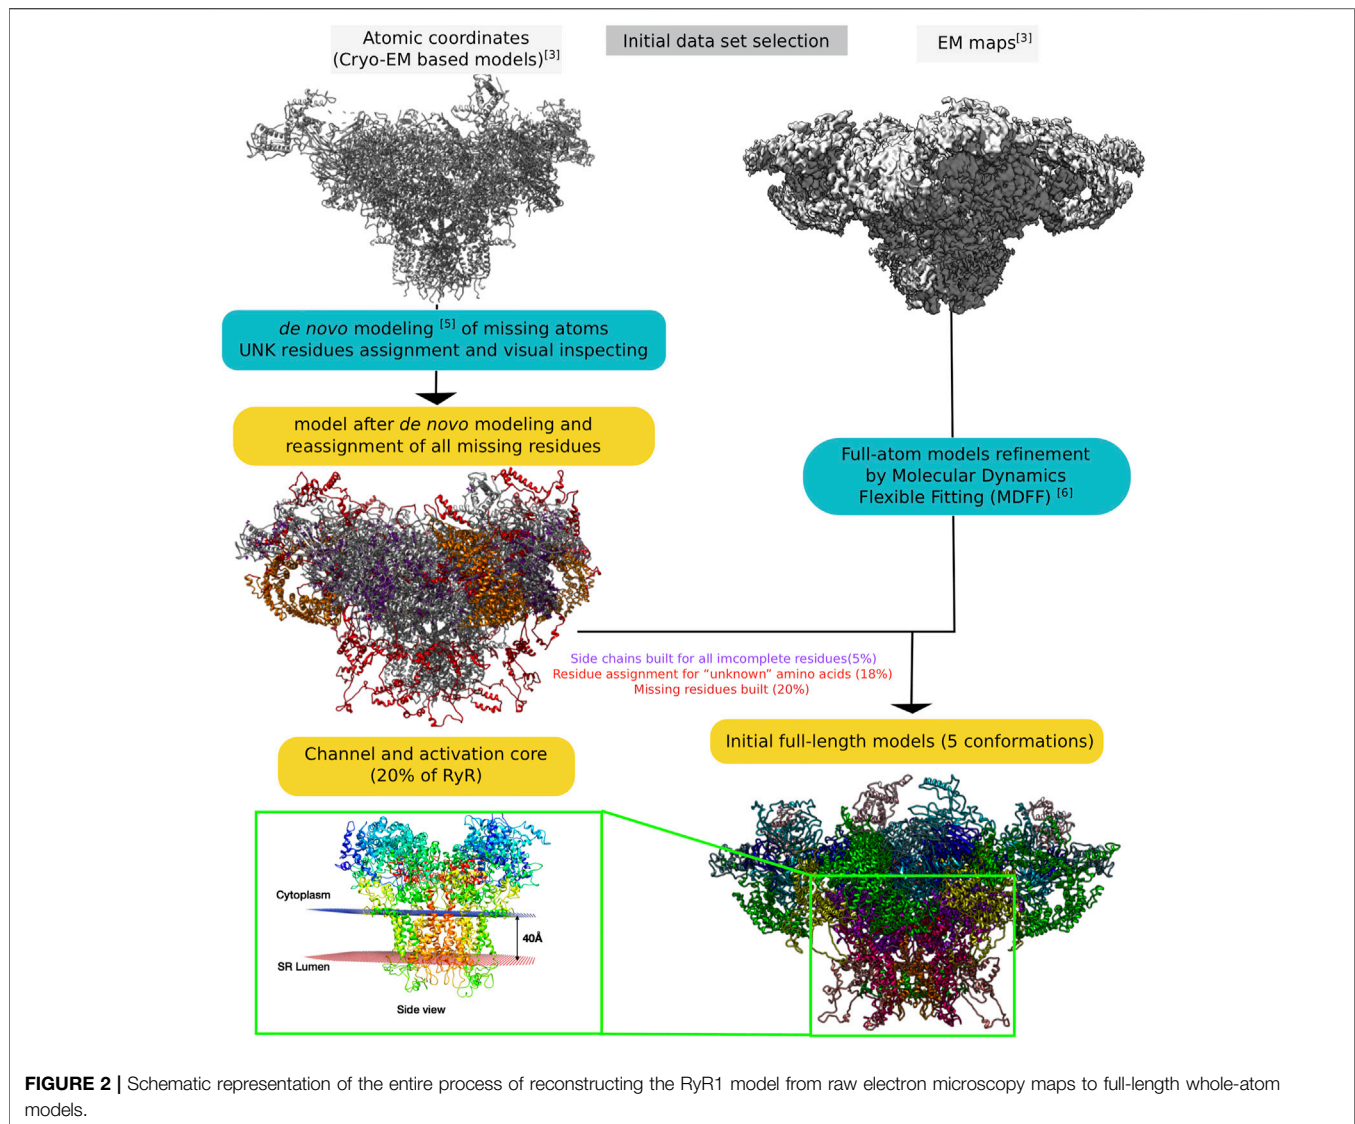 Atomic coordinates
(Cryo-EM based models)[3]
Initial data set selection
EM maps[3]
de novo modeling [5] of missing atoms
UNK residues assignment and visual inspecting
model after de novo modeling and
reassignment of all missing residues
Full-atom models refinement
by Molecular Dynamics
Flexible Fitting (MDFF) [6]
Side chains built for all imcomplete residues(5%)
Residue assignment for "unknown" amino acids (18%)
Missing residues built (20%)
Channel and activation core
(20% of RyR)
Initial full-length models (5 conformations)
Cytoplasm
40Å
SR Lumen
Side view
FIGURE 2 | Schematic representation of the entire process of reconstructing the RyR1 model from raw electron microscopy maps to full-length whole-atom
models.